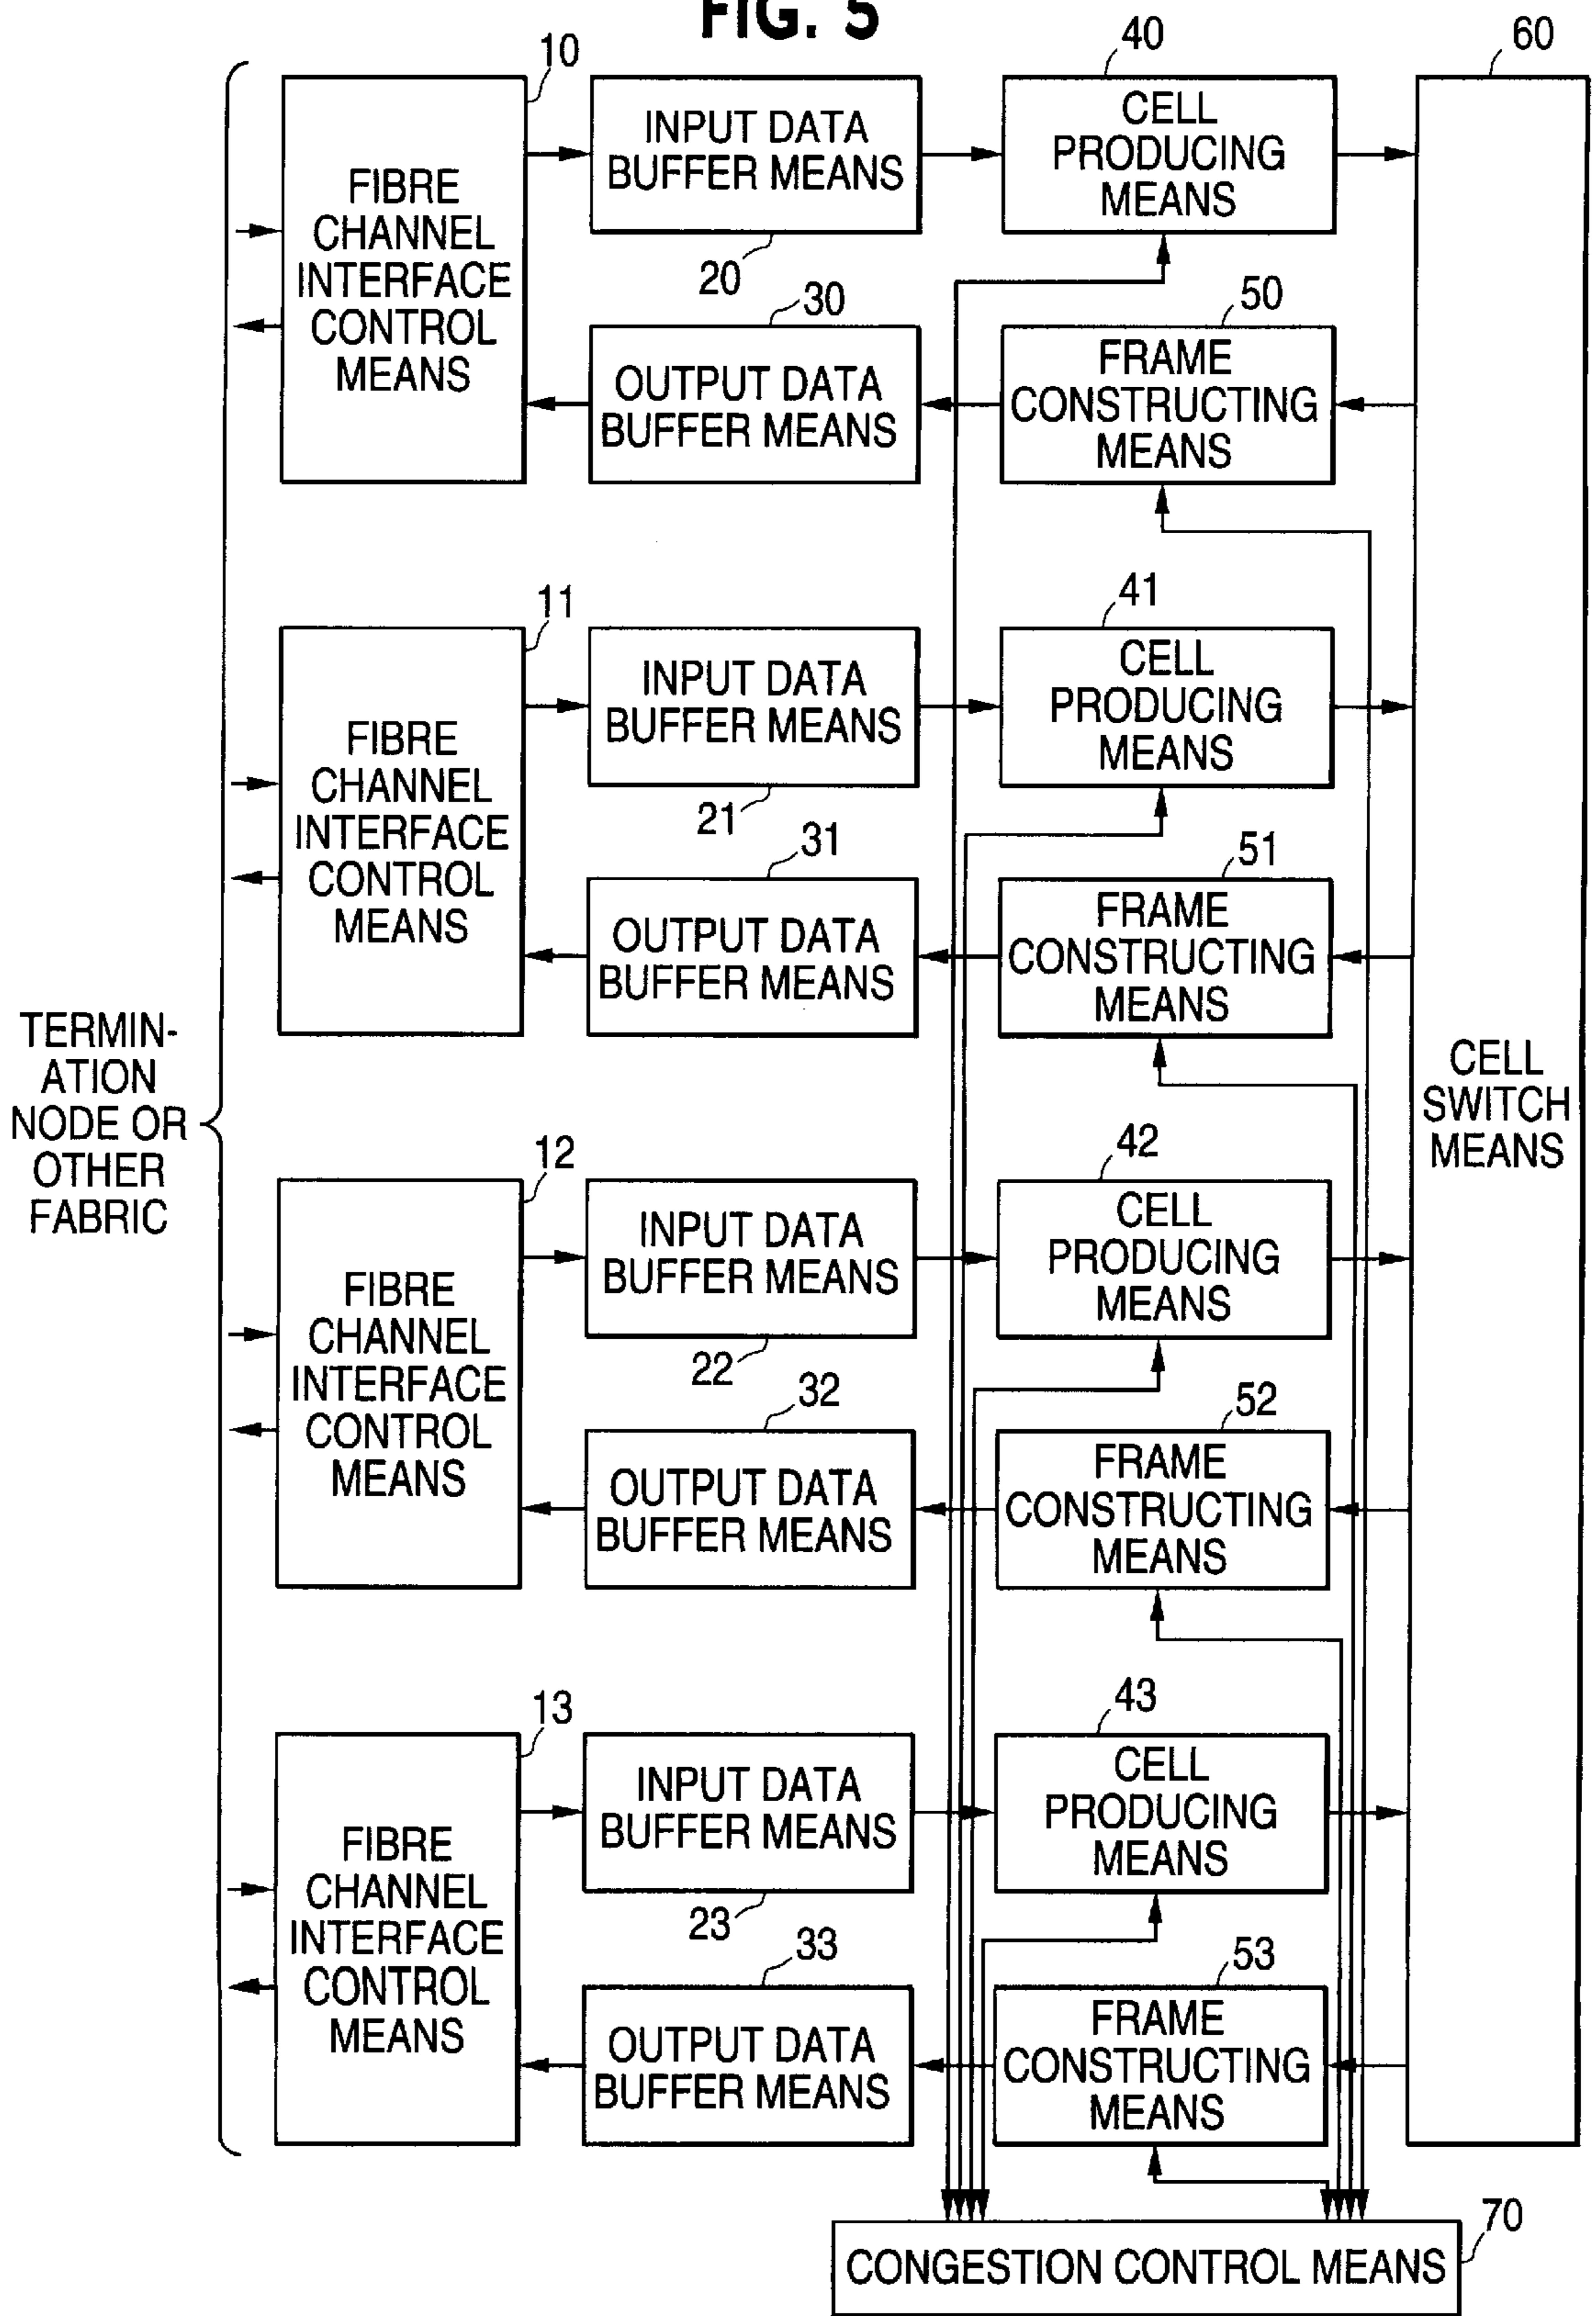 FIG. 5
10
40
60
FIBRE
CHANNEL
INTERFACE
CONTROL
MEANS
INPUT DATA
BUFFER MEANS
20
CELL
PRODUCING
MEANS
30
OUTPUT DATA
BUFFER MEANS
50
FRAME
CONSTRUCTING
MEANS
11
FIBRE
CHANNEL
INTERFACE
CONTROL
MEANS
INPUT DATA
BUFFER MEANS
21
41
CELL
PRODUCING
MEANS
31
OUTPUT DATA
BUFFER MEANS
51
FRAME
CONSTRUCTING
MEANS
TERMIN-
ATION
NODE OR
OTHER
FABRIC
CELL
SWITCH
MEANS
12
FIBRE
CHANNEL
INTERFACE
CONTROL
MEANS
INPUT DATA
BUFFER MEANS
22
42
CELL
PRODUCING
MEANS
32
OUTPUT DATA
BUFFER MEANS
52
FRAME
CONSTRUCTING
MEANS
13
FIBRE
CHANNEL
INTERFACE
CONTROL
MEANS
INPUT DATA
BUFFER MEANS
23
43
CELL
PRODUCING
MEANS
33
OUTPUT DATA
BUFFER MEANS
53
FRAME
CONSTRUCTING
MEANS
70
CONGESTION CONTROL MEANS